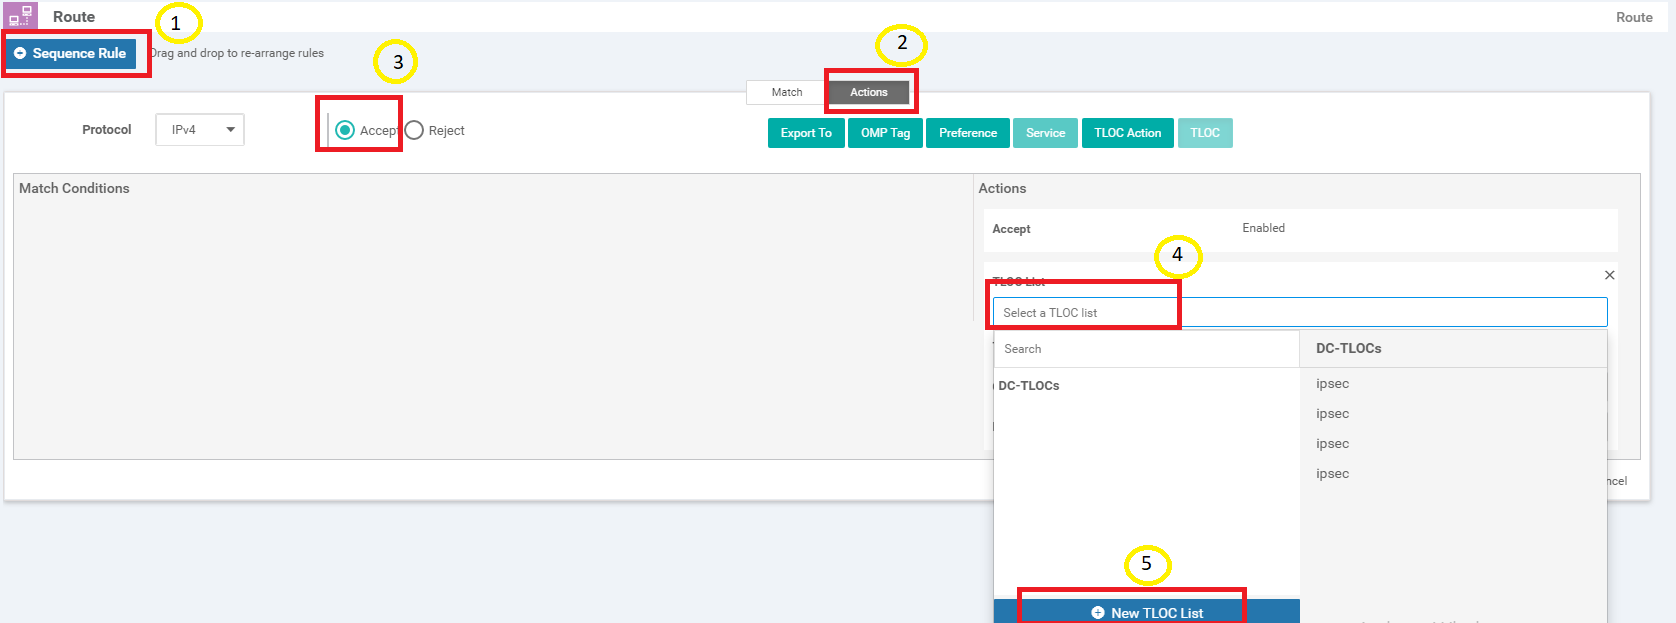 Route
1
Route
Sequence Rule
Drag and drop to re-arrange rules
3
2
Match
Actions
Protocol
IPv4
Accept
Reject
Export To
OMP Tag
Preference
Service
TLOC Action
TLOC
Match Conditions
Actions
Accept
Enabled
4
TLOC List
Select a TLOC list
Search
DC-TLOCs
DC-TLOCs
ipsec
ipsec
ipsec
ipsec
ncel
5
New TLOC List